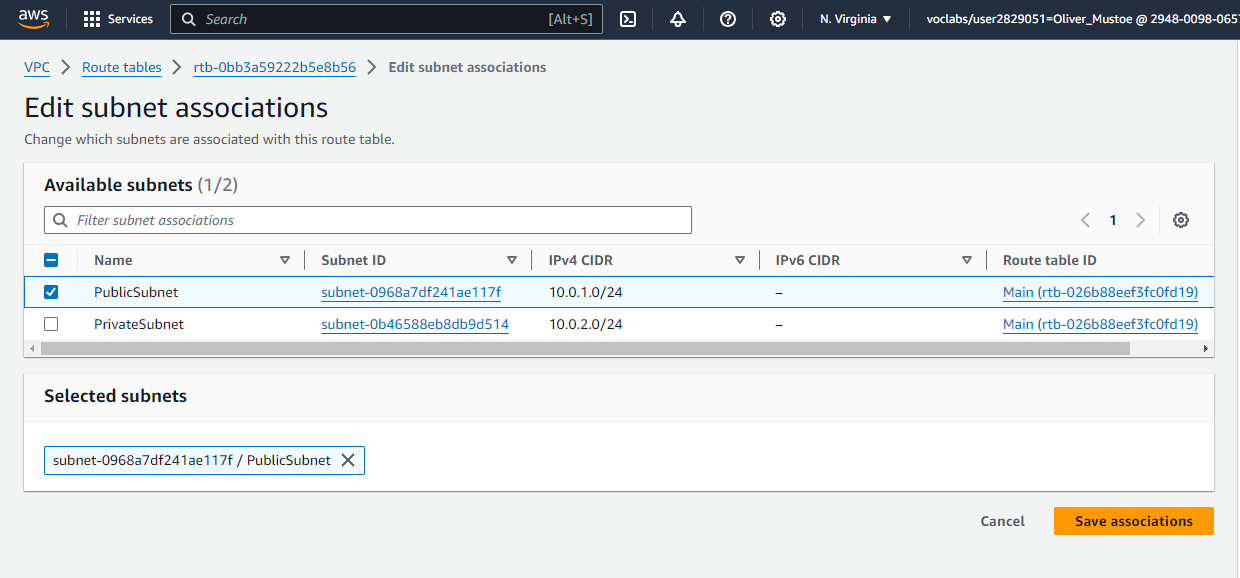 aws Services Search [Alt+S] N. Virginia voclabs/user2829051=Oliver_Mustoe @ 2948-0098-065
VPC Route tables rtb-0bb3a59222b5e8b56 Edit subnet associations
Edit subnet associations
Change which subnets are associated with this route table.
Available subnets (1/2)
Filter subnet associations 1
Name Subnet ID IPv4 CIDR IPv6 CIDR Route table ID
PublicSubnet subnet-0968a7df241ae117f 10.0.1.0/24 – Main (rtb-026b88eef3fc0fd19)
PrivateSubnet subnet-0b46588eb8db9d514 10.0.2.0/24 – Main (rtb-026b88eef3fc0fd19)
Selected subnets
subnet-0968a7df241ae117f / PublicSubnet
Cancel Save associations